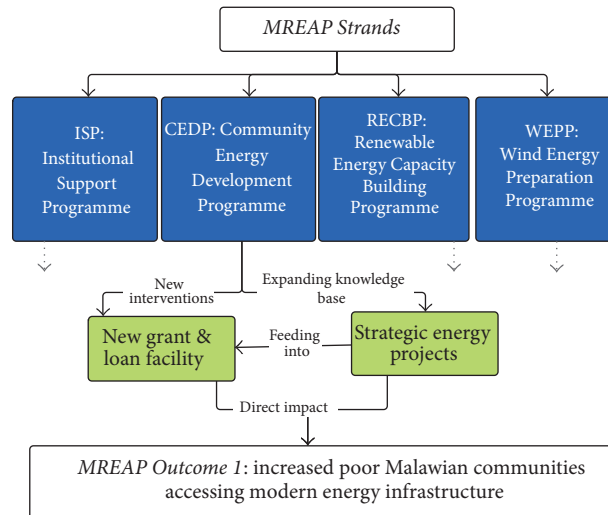 MREAP Strands
ISP:
Institutional
Support
Programme
CEDP: Community
Energy
Development
Programme
RECBP:
Renewable
Energy Capacity
Building
Programme
WEPP:
Wind Energy
Preparation
Programme
New
interventions
Expanding knowledge
base
New grant &
loan facility
Feeding
into
Strategic energy
projects
Direct impact
MREAP Outcome 1: increased poor Malawian communities
accessing modern energy infrastructure